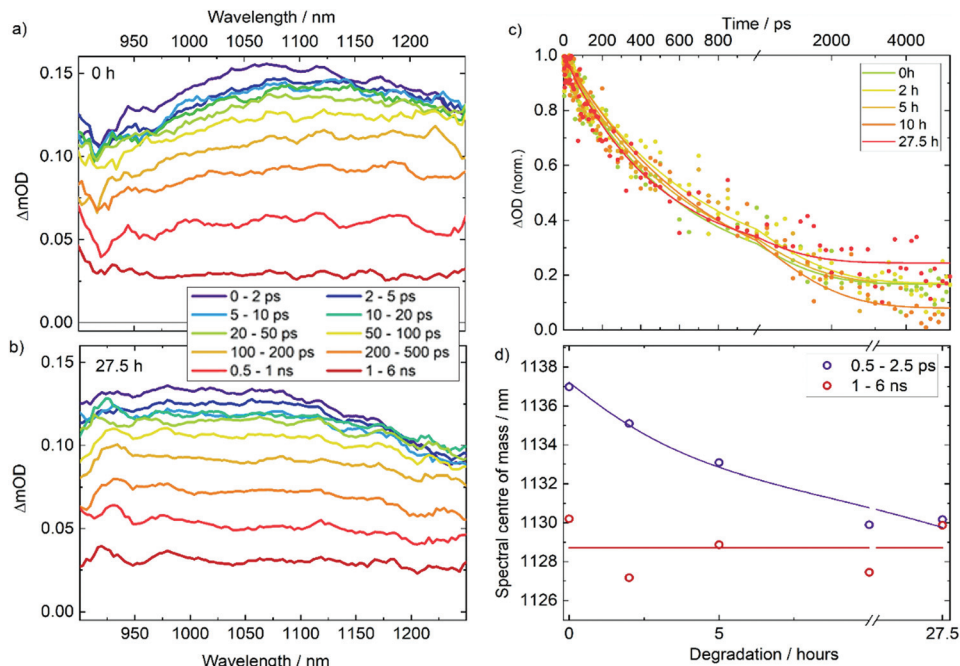 Wavelength / nm
950 1000 1050 1100 1150 1200
a)
0 h
0.15
0.10
0.05
0.00
ΔmOD
0 - 2 ps 2 - 5 ps
5 - 10 ps 10 - 20 ps
20 - 50 ps 50 - 100 ps
100 - 200 ps 200 - 500 ps
0.5 - 1 ns 1 - 6 ns
b)
27.5 h
0.15
0.10
0.05
0.00
ΔmOD
950 1000 1050 1100 1150 1200
Wavelength / nm
Time / ps
0 200 400 600 800 2000 4000
c)
1.0
0.8
0.6
0.4
0.2
0.0
ΔOD (norm.)
0h
2 h
5 h
10 h
27.5 h
d)
0.5 - 2.5 ps
1 - 6 ns
1138
1136
1134
1132
1130
1128
1126
Spectral centre of mass / nm
0 5 27.5
Degradation / hours